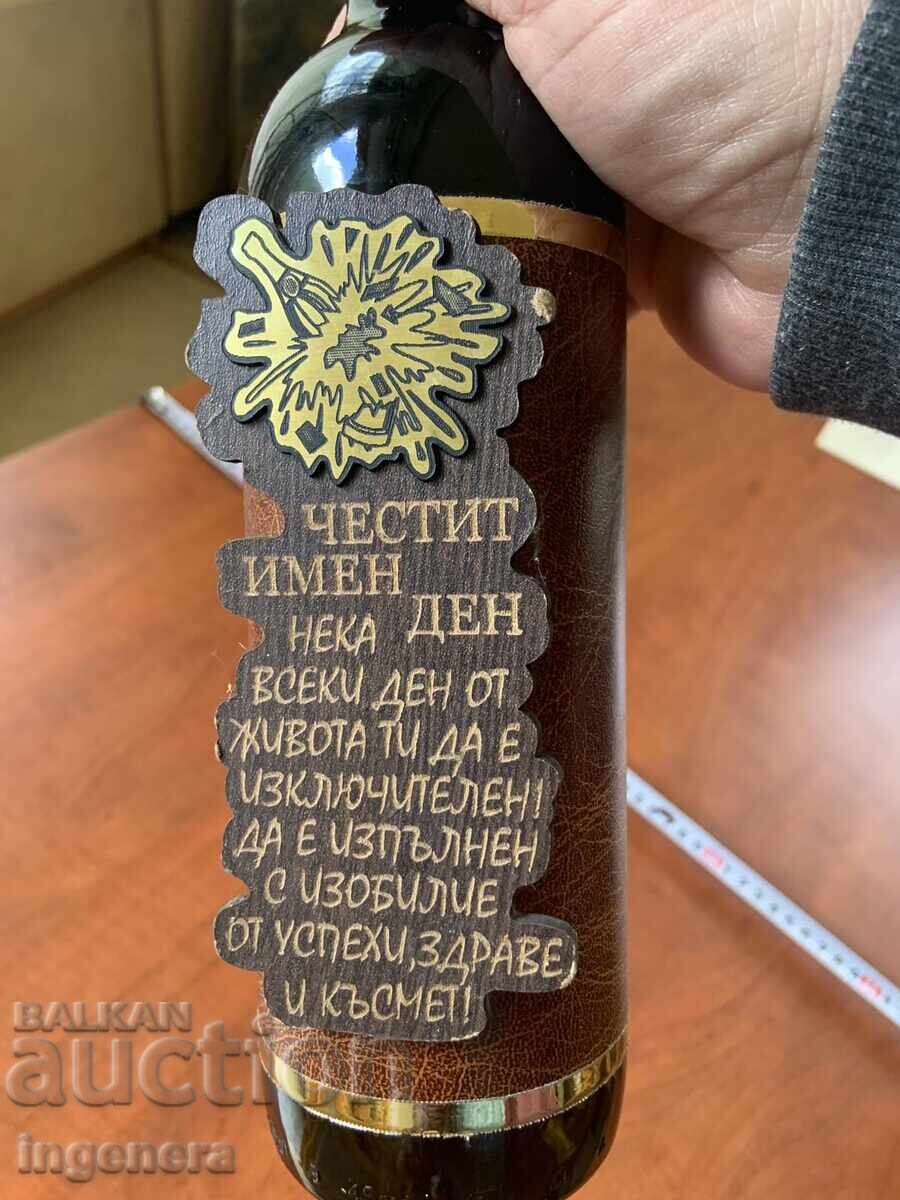 ЧЕСТИТ
ИМЕН
ДЕН
НЕКА
ВСЕКИ ДЕН ОТ
ЖИВОТА ТИ ДА Е
ИЗКЛЮЧИТЕЛЕН!
ДА Е ИЗПЪЛНЕН
С ИЗОБИЛИЕ
ОТ УСПЕХИ, ЗДРАВЕ
И КЪСМЕТ!
BALKAN
auction
ingenera